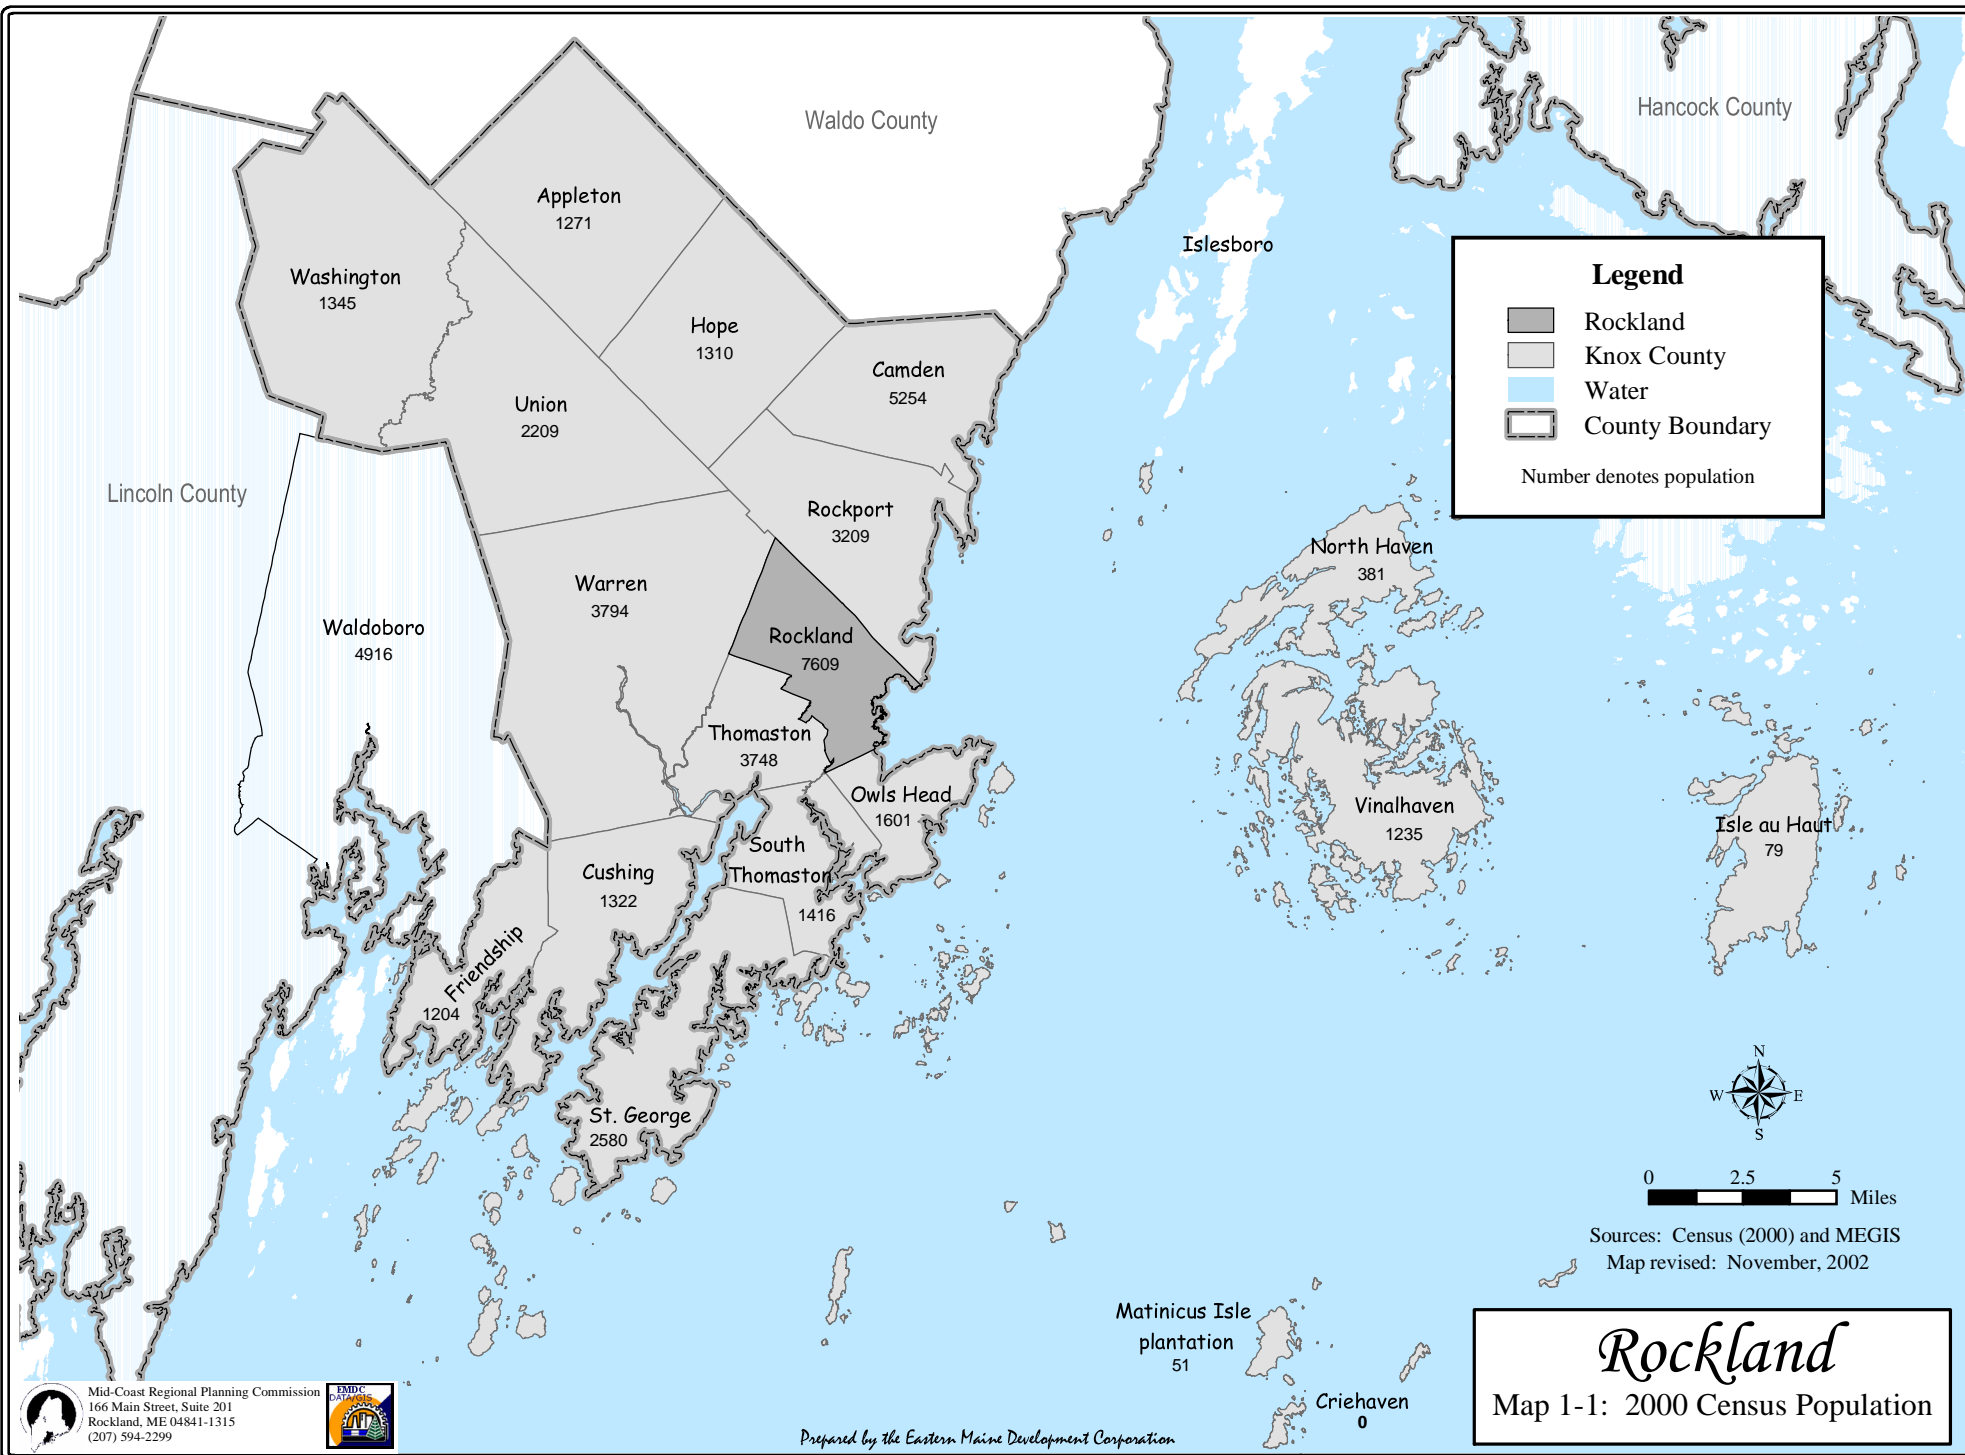 Waldo County
Hancock County
Lincoln County
Appleton
1271
Washington
1345
Hope
1310
Camden
5254
Union
2209
Rockport
3209
Warren
3794
Rockland
7609
Waldoboro
4916
Thomaston
3748
Owls Head
1601
South
Thomaston
1416
Cushing
1322
Friendship
1204
St. George
2580
Islesboro
North Haven
381
Vinalhaven
1235
Isle au Haut
79
Matinicus Isle
plantation
51
Criehaven
0
Legend
Rockland
Knox County
Water
County Boundary
Number denotes population
N
W
E
S
0 2.5 5
Miles
Sources: Census (2000) and MEGIS
Map revised: November, 2002
Rockland
Map 1-1: 2000 Census Population
Mid-Coast Regional Planning Commission
166 Main Street, Suite 201
Rockland, ME 04841-1315
(207) 594-2299
EMDC
DATA/GIS
Prepared by the Eastern Maine Development Corporation